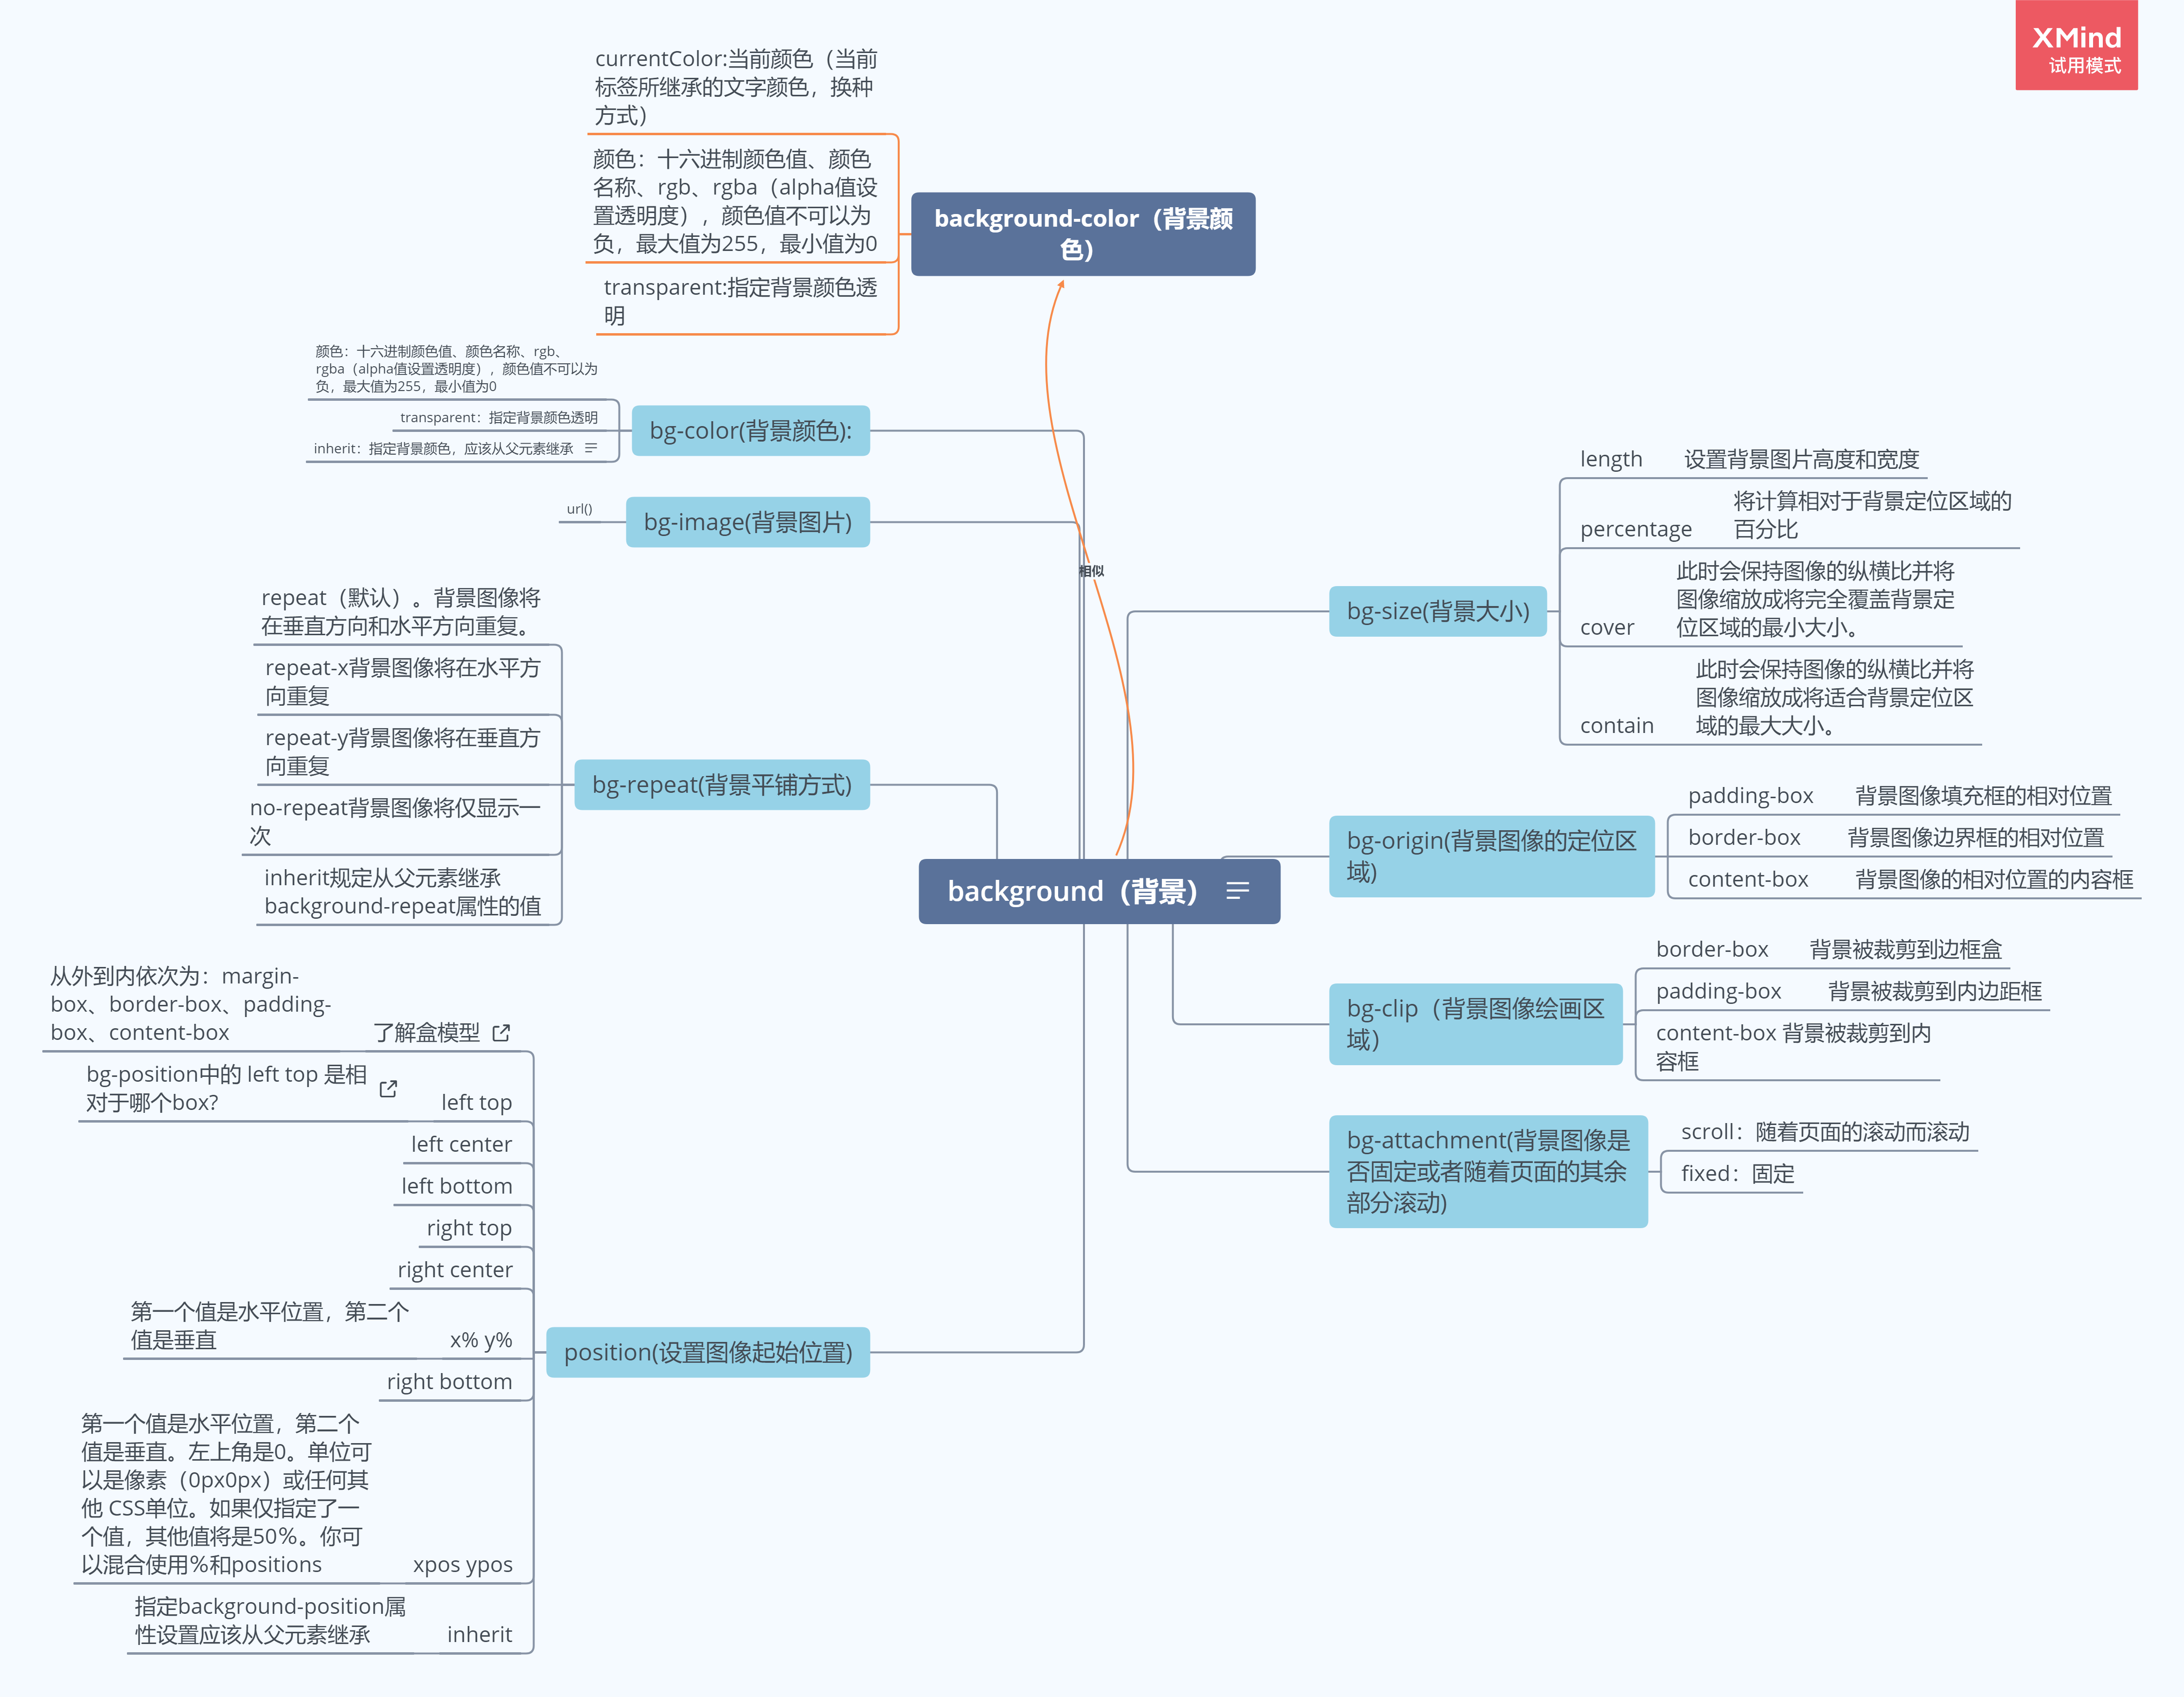 XMind
试用模式
currentColor:当前颜色（当前
标签所继承的文字颜色，换种
方式）
颜色：十六进制颜色值、颜色
名称、rgb、rgba（alpha值设
置透明度），颜色值不可以为
负，最大值为255，最小值为0
transparent:指定背景颜色透
明
background-color（背景颜
色）
颜色：十六进制颜色值、颜色名称、rgb、
rgba（alpha值设置透明度），颜色值不可以为
负，最大值为255，最小值为0
transparent：指定背景颜色透明
inherit：指定背景颜色，应该从父元素继承
bg-color(背景颜色):
url()
bg-image(背景图片)
相似
repeat（默认）。背景图像将
在垂直方向和水平方向重复。
repeat-x背景图像将在水平方
向重复
repeat-y背景图像将在垂直方
向重复
no-repeat背景图像将仅显示一
次
inherit规定从父元素继承
background-repeat属性的值
bg-repeat(背景平铺方式)
background（背景）
从外到内依次为：margin-
box、border-box、padding-
box、content-box
了解盒模型
bg-position中的 left top 是相
对于哪个box?
left top
left center
left bottom
right top
right center
第一个值是水平位置，第二个
值是垂直
x% y%
right bottom
第一个值是水平位置，第二个
值是垂直。左上角是0。单位可
以是像素（0px0px）或任何其
他 CSS单位。如果仅指定了一
个值，其他值将是50%。你可
以混合使用%和positions
xpos ypos
指定background-position属
性设置应该从父元素继承
inherit
position(设置图像起始位置)
bg-size(背景大小)
length 设置背景图片高度和宽度
percentage
将计算相对于背景定位区域的
百分比
cover
此时会保持图像的纵横比并将
图像缩放成将完全覆盖背景定
位区域的最小大小。
contain
此时会保持图像的纵横比并将
图像缩放成将适合背景定位区
域的最大大小。
bg-origin(背景图像的定位区
域)
padding-box 背景图像填充框的相对位置
border-box 背景图像边界框的相对位置
content-box 背景图像的相对位置的内容框
bg-clip（背景图像绘画区
域）
border-box 背景被裁剪到边框盒
padding-box 背景被裁剪到内边距框
content-box 背景被裁剪到内
容框
bg-attachment(背景图像是
否固定或者随着页面的其余
部分滚动)
scroll：随着页面的滚动而滚动
fixed：固定